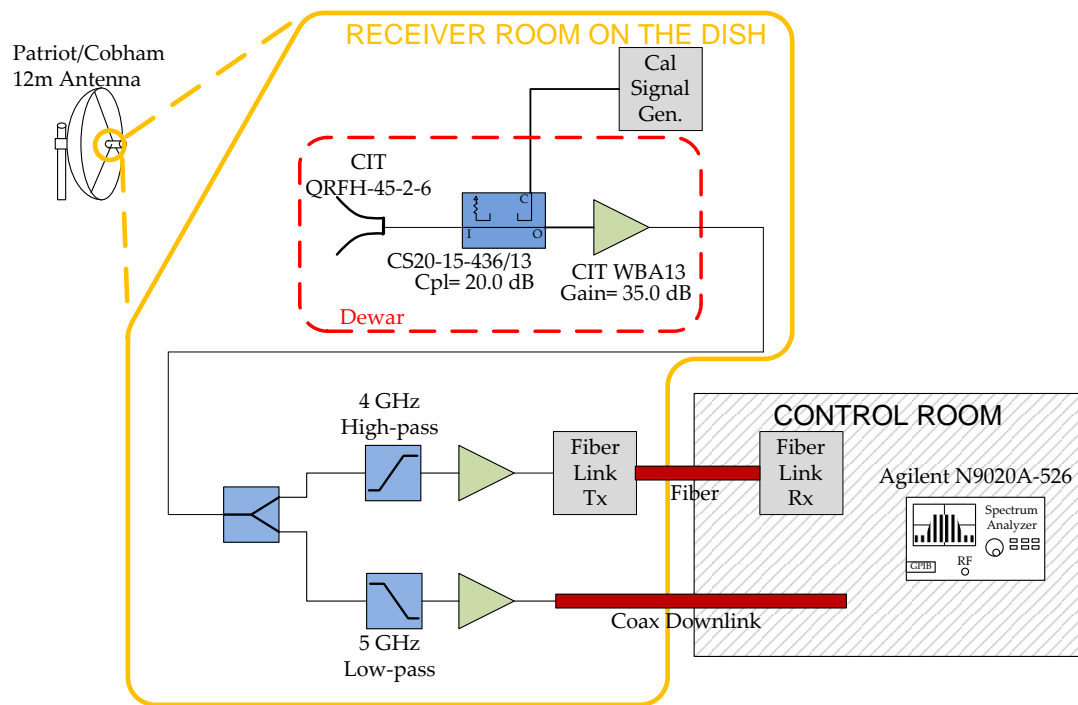 RECEIVER ROOM ON THE DISH
Patriot/Cobham
12m Antenna
Cal
Signal
Gen.
CIT
QRFH-45-2-6
C
I
O
CS20-15-436/13
Cpl= 20.0 dB
CIT WBA13
Gain= 35.0 dB
Dewar
4 GHz
High-pass
Fiber
Link
Tx
Fiber
CONTROL ROOM
Fiber
Link
Rx
Agilent N9020A-526
Spectrum
Analyzer
GPIB
RF
Coax Downlink
5 GHz
Low-pass